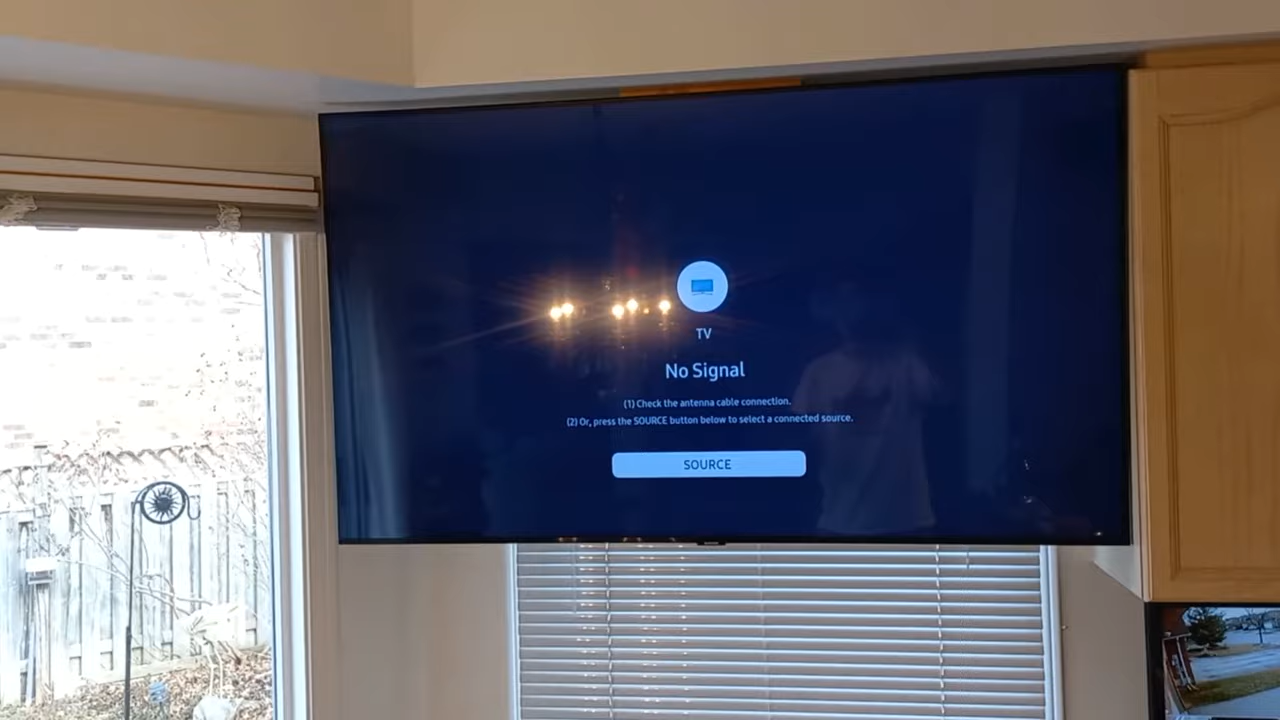 TV
No Signal
(1) Check the antenna cable connection.
(2) Or, press the SOURCE button below to select a connected source.
SOURCE